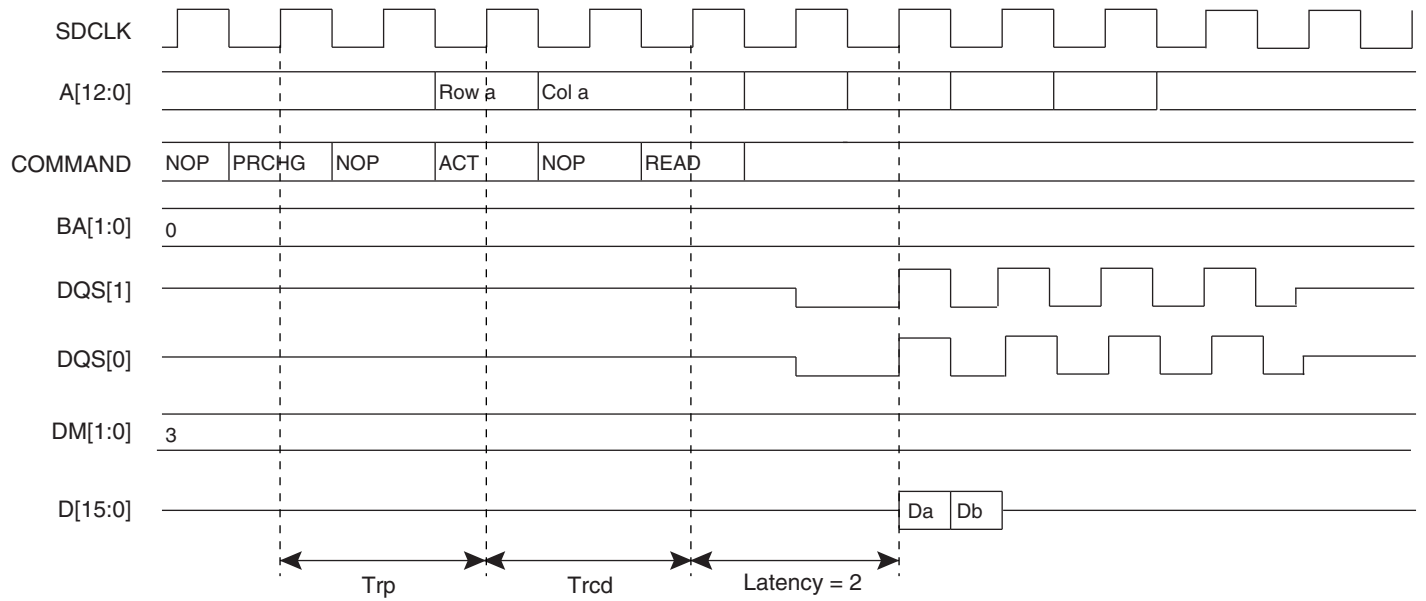 SDCLK
A[12:0] Row a Col a
COMMAND NOP PRCHG NOP ACT NOP READ
BA[1:0] 0
DQS[1]
DQS[0]
DM[1:0] 3
D[15:0] Da Db
Trp Trcd Latency = 2